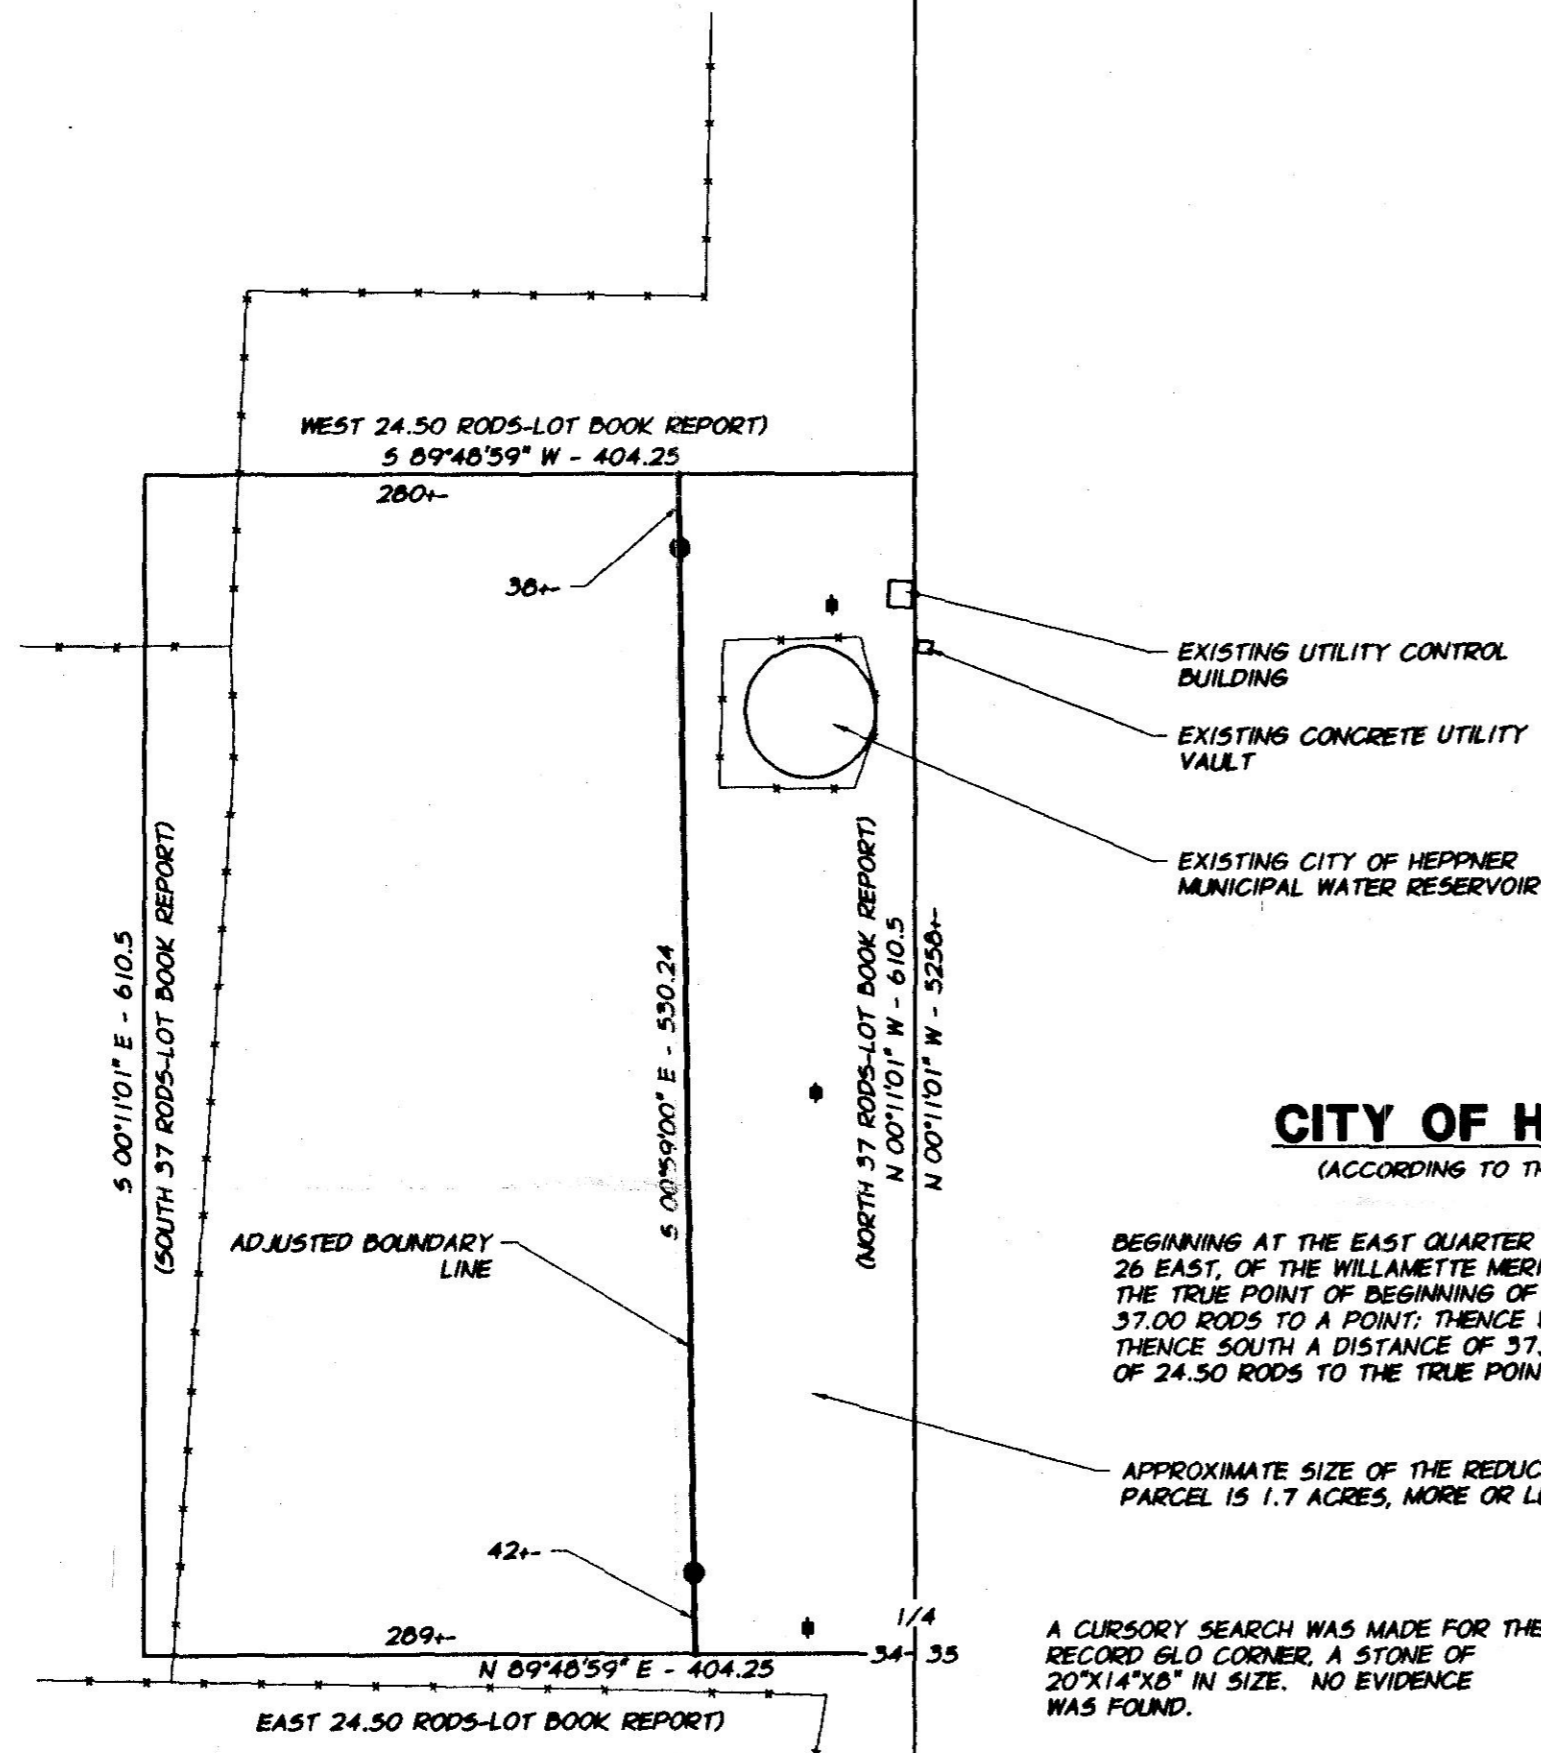 WEST 24.50 RODS-LOT BOOK REPORT)
S 89°48'59" W - 404.25
280+-
38+-
EXISTING UTILITY CONTROL
BUILDING
EXISTING CONCRETE UTILITY
VAULT
EXISTING CITY OF HEPPNER
MUNICIPAL WATER RESERVOIR
S 00°11'01" E - 610.5
(SOUTH 37 RODS-LOT BOOK REPORT)
S 00°59'00" E - 530.24
(NORTH 37 RODS-LOT BOOK REPORT)
N 00°11'01" W - 610.5
N 00°11'01" W - 5258+-
ADJUSTED BOUNDARY
LINE
CITY OF H
(ACCORDING TO TH
BEGINNING AT THE EAST QUARTER
26 EAST, OF THE WILLAMETTE MERI
THE TRUE POINT OF BEGINNING OF
37.00 RODS TO A POINT; THENCE
THENCE SOUTH A DISTANCE OF 37.
OF 24.50 RODS TO THE TRUE POIN
APPROXIMATE SIZE OF THE REDUC
PARCEL IS 1.7 ACRES, MORE OR LE
42+-
289+-
N 89°48'59" E - 404.25
EAST 24.50 RODS-LOT BOOK REPORT)
1/4
34 35
A CURSORY SEARCH WAS MADE FOR THE
RECORD GLO CORNER, A STONE OF
20"X14"X8" IN SIZE. NO EVIDENCE
WAS FOUND.